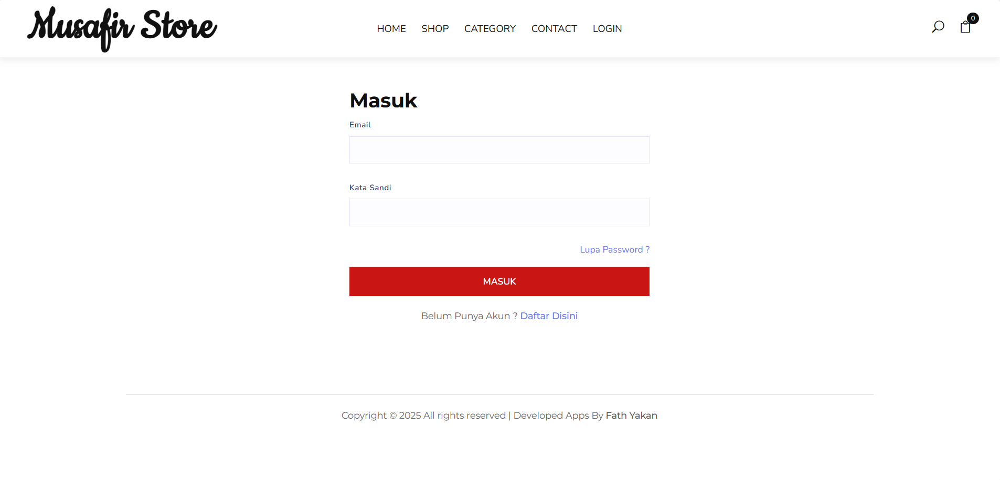 Musafir Store
HOME SHOP CATEGORY CONTACT LOGIN
0
Masuk
Email
Kata Sandi
Lupa Password ?
MASUK
Belum Punya Akun ? Daftar Disini
Copyright © 2025 All rights reserved | Developed Apps By Fath Yakan